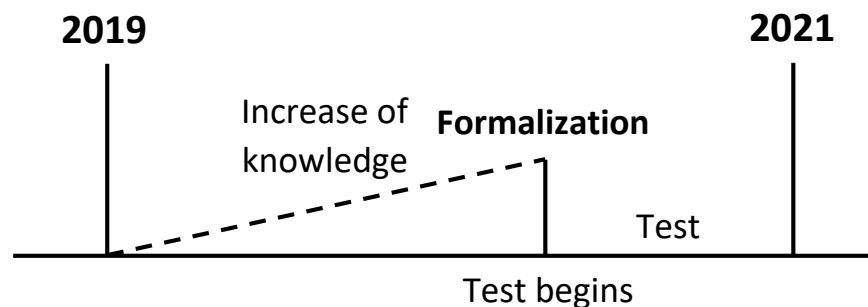 2019
2021
Increase of
knowledge
Formalization
Test
Test begins